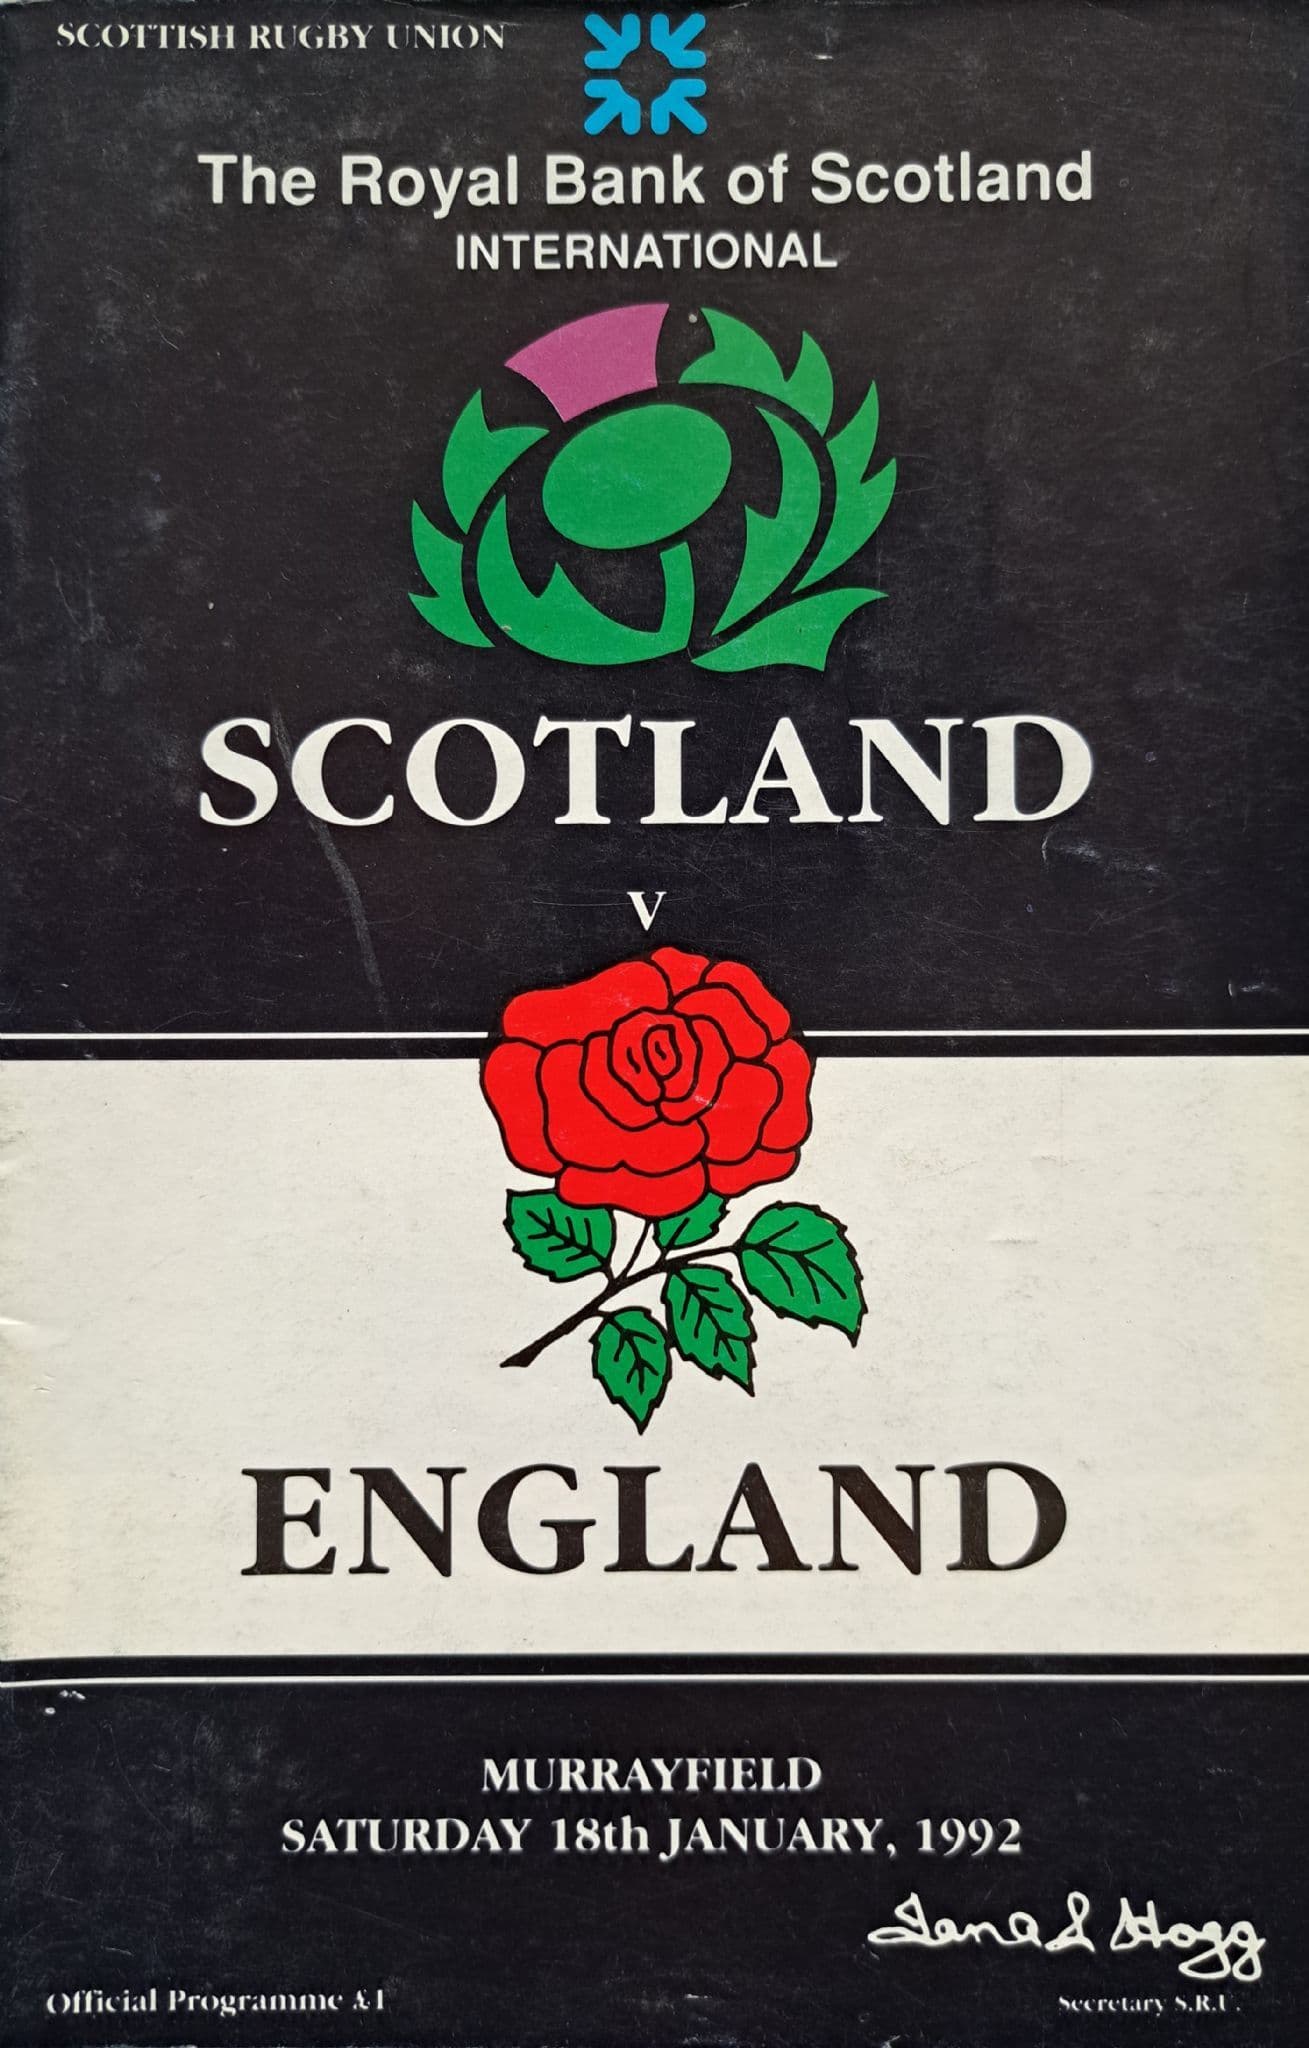 SCOTTISH RUGBY UNION
The Royal Bank of Scotland
INTERNATIONAL
SCOTLAND
V
ENGLAND
MURRAYFIELD
SATURDAY 18th JANUARY, 1992
Hogg
Official Programme £1
Secretary S.R.U.